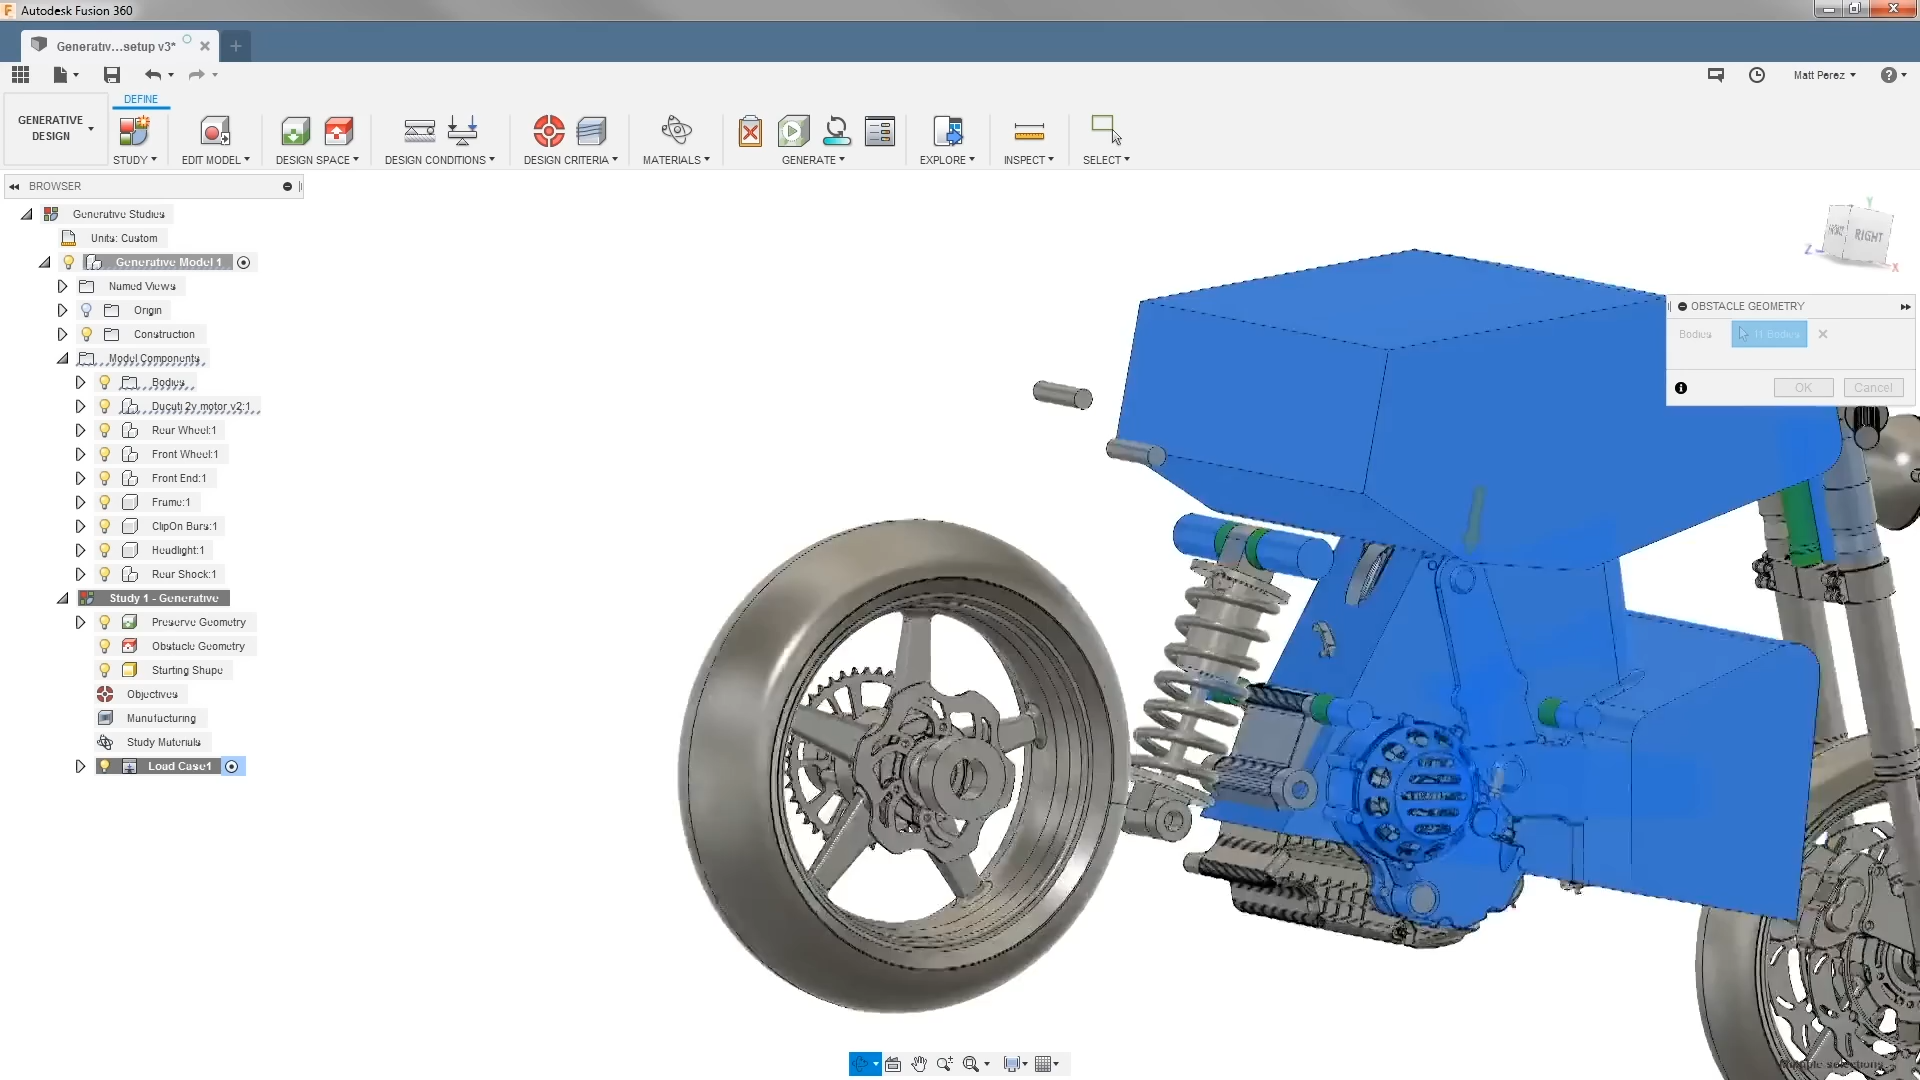 Autodesk Fusion 360
Generativ...setup v3*
Matt Perez
DEFINE
GENERATIVE
DESIGN
STUDY
EDIT MODEL
DESIGN SPACE
DESIGN CONDITIONS
DESIGN CRITERIA
MATERIALS
GENERATE
EXPLORE
INSPECT
SELECT
BROWSER
Generative Studies
Units: Custom
Generative Model 1
Named Views
Origin
Construction
Model Components
Bodies
Ducati 2v motor v2:1
Rear Wheel:1
Front Wheel:1
Front End:1
Frame:1
ClipOn Bars:1
Headlight:1
Rear Shock:1
Study 1 - Generative
Preserve Geometry
Obstacle Geometry
Starting Shape
Objectives
Manufacturing
Study Materials
Load Case1
Y
RIGHT
Z
X
OBSTACLE GEOMETRY
Bodies
11 Bodies
OK
Cancel
Multiple selections